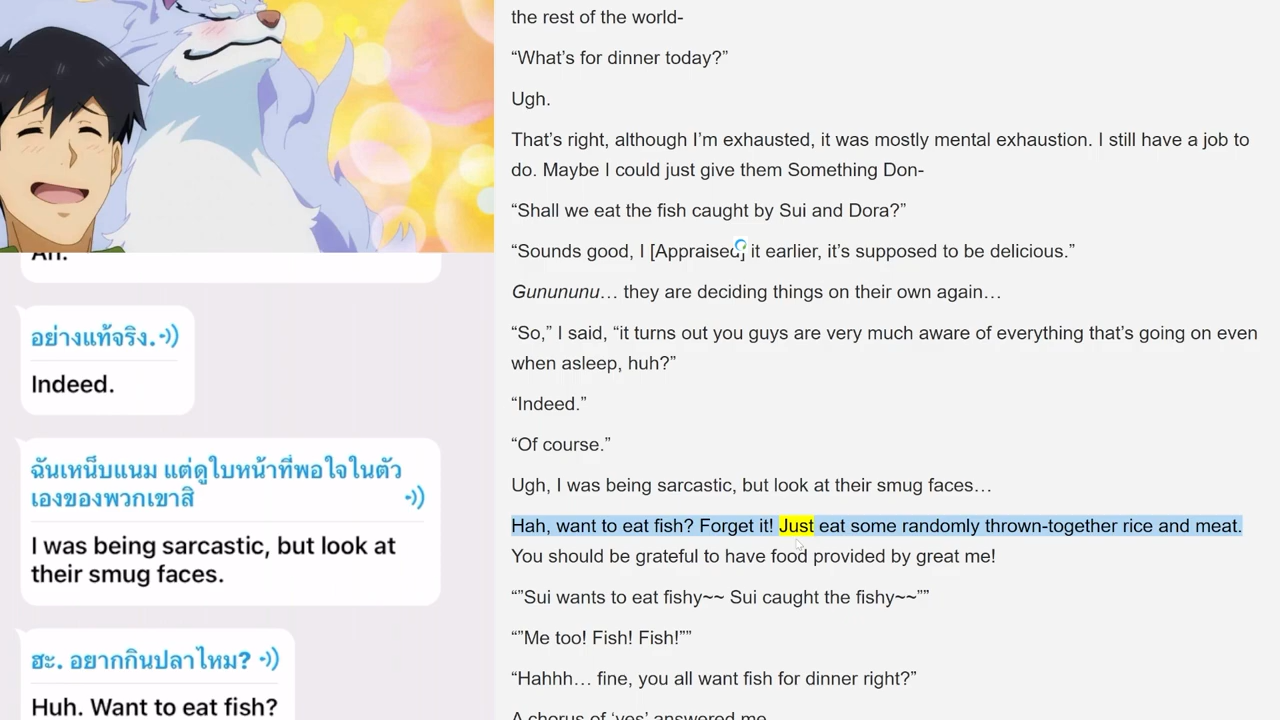 Ah.
อย่างแท้จริง.
Indeed.
ฉันเหน็บแนม แต่ดูใบหน้าที่พอใจในตัว
เองของพวกเขาสิ
I was being sarcastic, but look at
their smug faces.
ฮะ. อยากกินปลาไหม?
Huh. Want to eat fish?
the rest of the world-
“What’s for dinner today?”
Ugh.
That’s right, although I’m exhausted, it was mostly mental exhaustion. I still have a job to
do. Maybe I could just give them Something Don-
“Shall we eat the fish caught by Sui and Dora?”
“Sounds good, I [Appraised] it earlier, it’s supposed to be delicious.”
Gunununu… they are deciding things on their own again…
“So,” I said, “it turns out you guys are very much aware of everything that’s going on even
when asleep, huh?”
“Indeed.”
“Of course.”
Ugh, I was being sarcastic, but look at their smug faces…
Hah, want to eat fish? Forget it! Just eat some randomly thrown-together rice and meat.
You should be grateful to have food provided by great me!
“”Sui wants to eat fishy~~ Sui caught the fishy~~””
“”Me too! Fish! Fish!””
“Hahhh… fine, you all want fish for dinner right?”
A chorus of ‘yes’ answered me